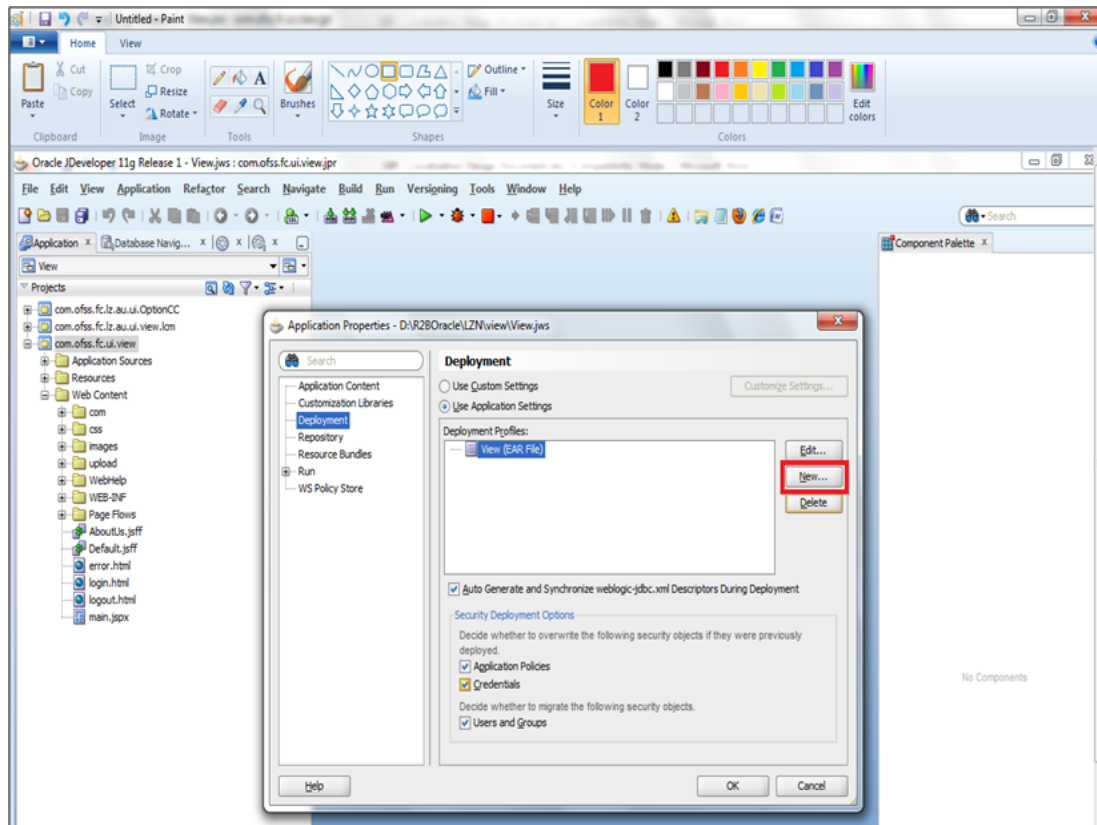 Untitled - Paint
Home View
Cut
Copy
Paste
Clipboard
Crop
Resize
Rotate
Select
Image
Tools
Brushes
Outline
Fill
Shapes
Size
Color 1
Color 2
Edit colors
Colors
Oracle JDeveloper 11g Release 1 - View.jws : com.ofss.fc.ui.view.jpr
File Edit View Application Refactor Search Navigate Build Run Versioning Tools Window Help
Search
Application
Database Navig...
Component Palette
View
Projects
com.ofss.fc.lz.au.ui.OptionCC
com.ofss.fc.lz.au.ui.view.lcm
com.ofss.fc.ui.view
Application Sources
Resources
Web Content
com
css
images
upload
WebHelp
WEB-INF
Page Flows
AboutUs.jsff
Default.jsff
error.html
login.html
logout.html
main.jspx
Application Properties - D:\R2BOracle\LZN\view\View.jws
Search
Application Content
Customization Libraries
Deployment
Repository
Resource Bundles
Run
WS Policy Store
Deployment
Use Custom Settings
Customize Settings...
Use Application Settings
Deployment Profiles:
View (EAR File)
Edit...
New...
Delete
Auto Generate and Synchronize weblogic-jdbc.xml Descriptors During Deployment
Security Deployment Options
Decide whether to overwrite the following security objects if they were previously
deployed.
Application Policies
Credentials
Decide whether to migrate the following security objects.
Users and Groups
Help
OK
Cancel
No Components